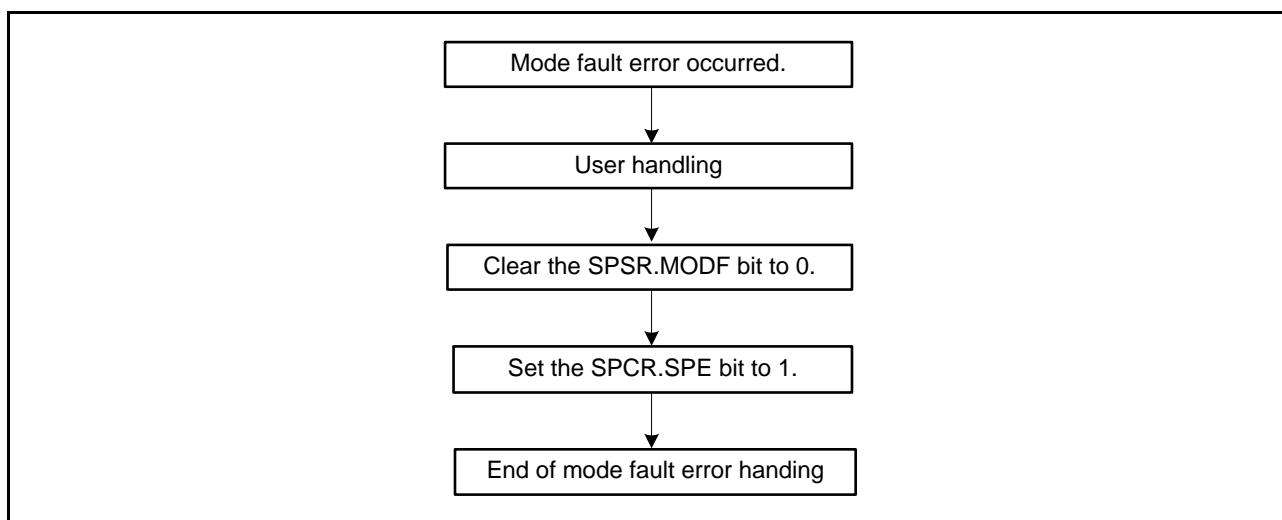 Mode fault error occurred.
User handling
Clear the SPSR.MODF bit to 0.
Set the SPCR.SPE bit to 1.
End of mode fault error handing